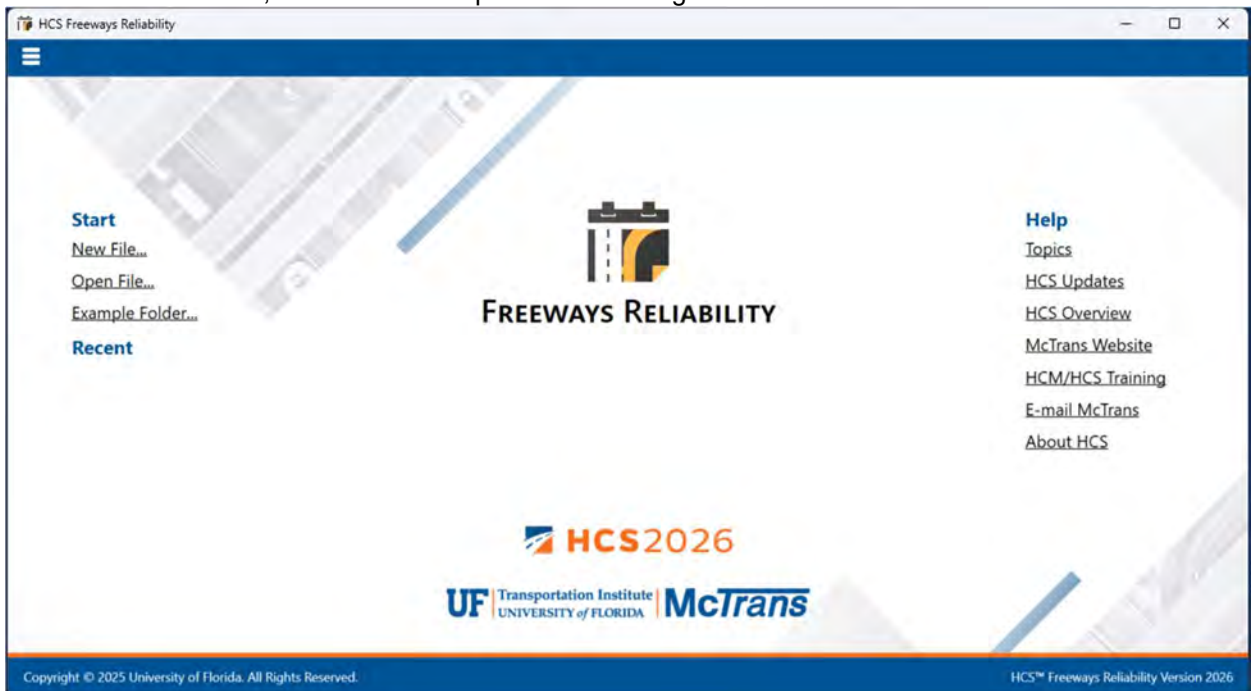 HCS Freeways Reliability
Start
New File...
Open File...
Example Folder...
Recent
FREEWAYS RELIABILITY
Help
Topics
HCS Updates
HCS Overview
McTrans Website
HCM/HCS Training
E-mail McTrans
About HCS
HCS2026
UF Transportation Institute McTrans
UNIVERSITY of FLORIDA
Copyright © 2025 University of Florida. All Rights Reserved.
HCS™ Freeways Reliability Version 2026